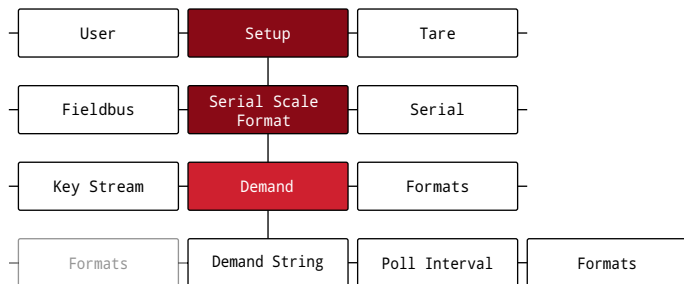 User Setup Tare
Fieldbus Serial Scale Format Serial
Key Stream Demand Formats
Formats Demand String Poll Interval Formats